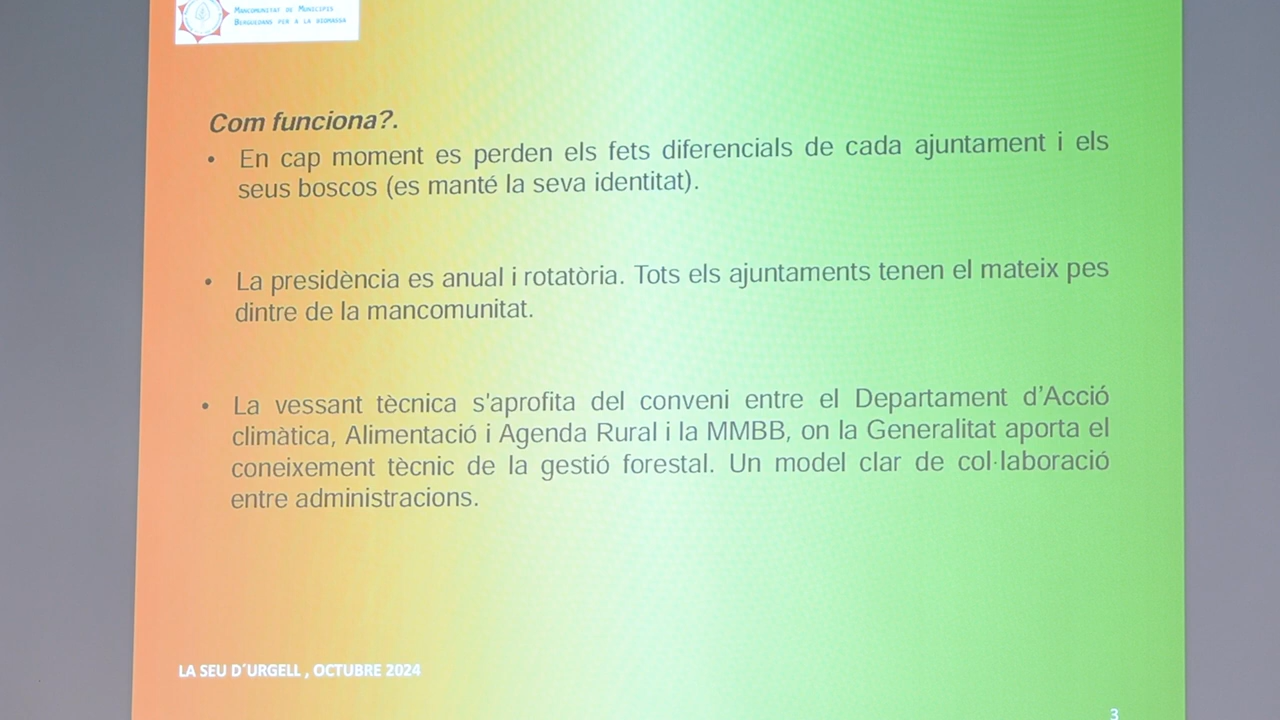 Mancomunitat de Municipis
Berguedans per a la biomassa
Com funciona?.
• En cap moment es perden els fets diferencials de cada ajuntament i els
seus boscos (es manté la seva identitat).
• La presidència es anual i rotatòria. Tots els ajuntaments tenen el mateix pes
dintre de la mancomunitat.
• La vessant tècnica s'aprofita del conveni entre el Departament d'Acció
climàtica, Alimentació i Agenda Rural i la MMBB, on la Generalitat aporta el
coneixement tècnic de la gestió forestal. Un model clar de col·laboració
entre administracions.
LA SEU D´URGELL , OCTUBRE 2024
3